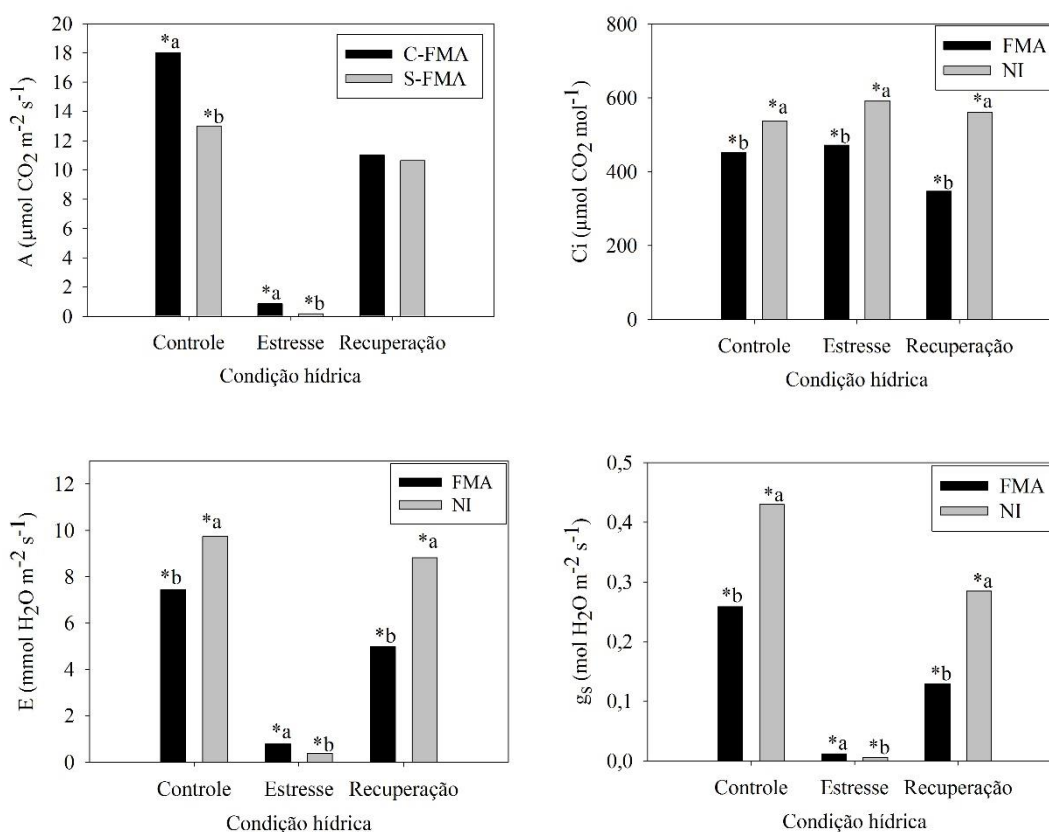 A (µmol CO2 m-2 s-1)
20
18
16
14
12
10
8
6
4
2
0
*a
*b
*a
*b
C-FMA
S-FMA
Controle Estresse Recuperação
Condição hídrica
Ci (µmol CO2 mol-1)
800
600
400
200
0
*b
*a
*b
*a
*b
*a
FMA
NI
Controle Estresse Recuperação
Condição hídrica
E (mmol H2O m-2 s-1)
12
10
8
6
4
2
0
*b
*a
*a
*b
*b
*a
FMA
NI
Controle Estresse Recuperação
Condição hídrica
gs (mol H2O m-2 s-1)
0,5
0,4
0,3
0,2
0,1
0,0
*b
*a
*a
*b
*b
*a
FMA
NI
Controle Estresse Recuperação
Condição hídrica